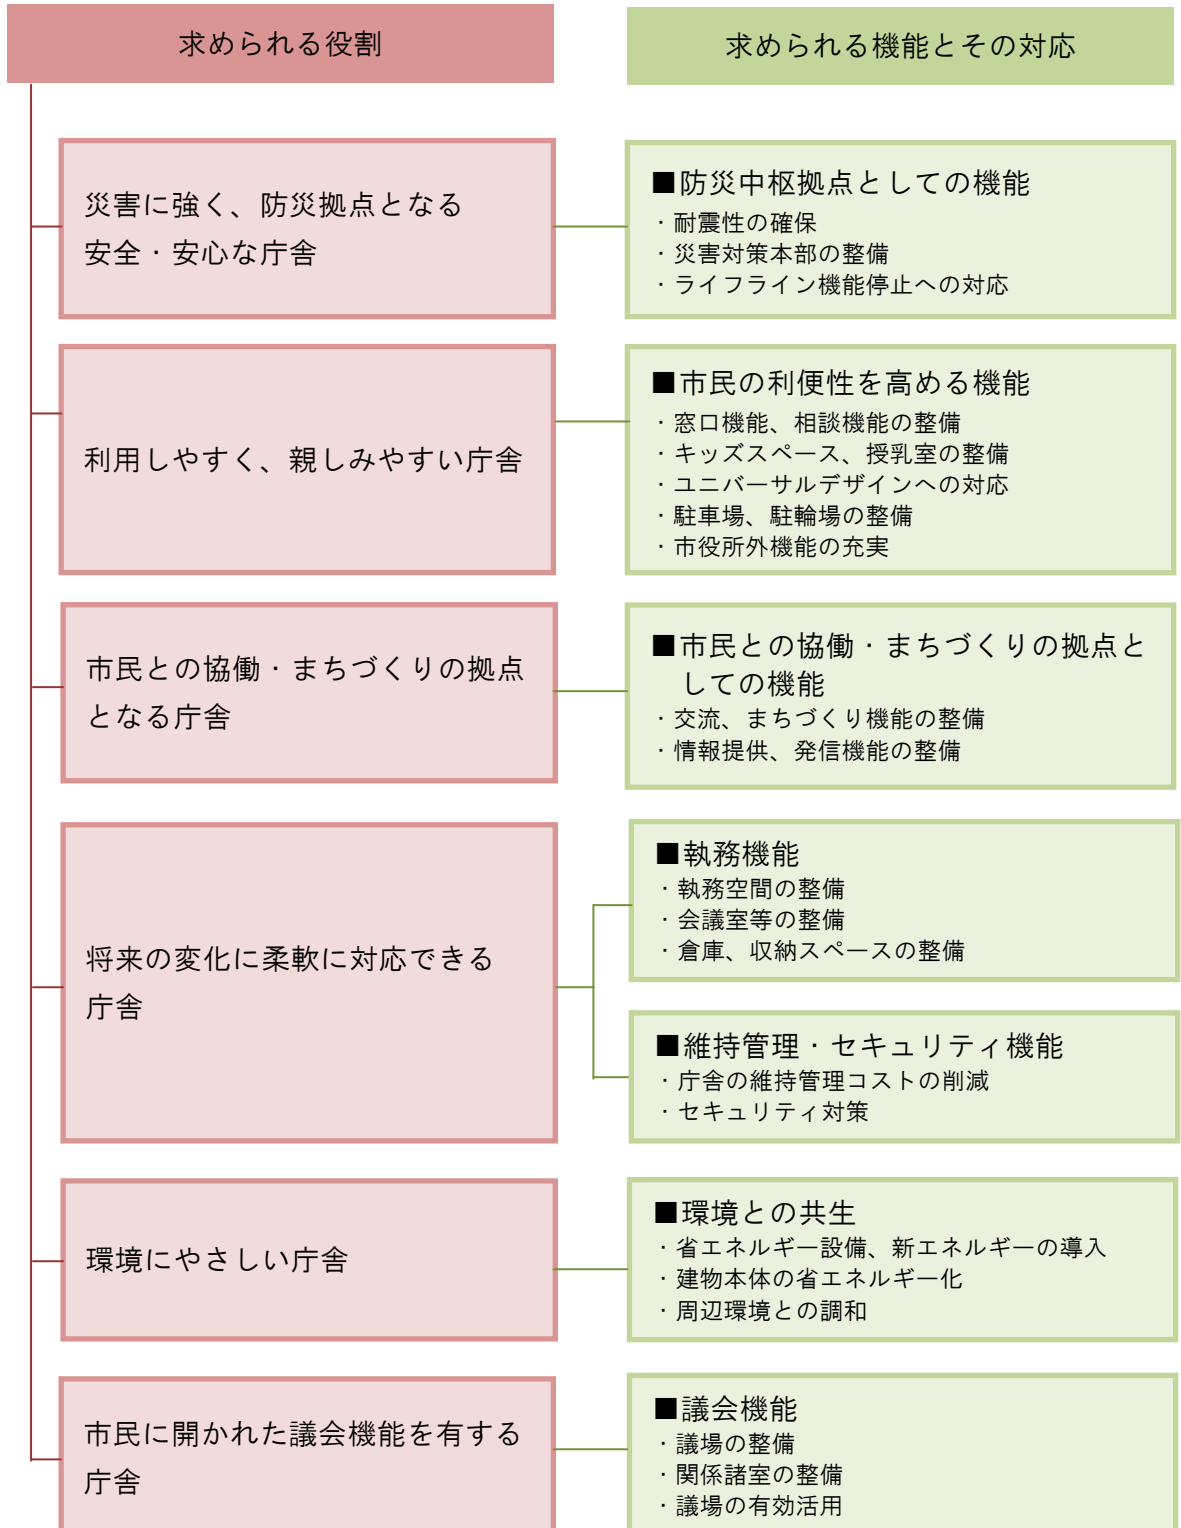 求められる役割
求められる機能とその対応
災害に強く、防災拠点となる
安全・安心な庁舎
■防災中枢拠点としての機能
・耐震性の確保
・災害対策本部の整備
・ライフライン機能停止への対応
利用しやすく、親しみやすい庁舎
■市民の利便性を高める機能
・窓口機能、相談機能の整備
・キッズスペース、授乳室の整備
・ユニバーサルデザインへの対応
・駐車場、駐輪場の整備
・市役所外機能の充実
市民との協働・まちづくりの拠点
となる庁舎
■市民との協働・まちづくりの拠点と
しての機能
・交流、まちづくり機能の整備
・情報提供、発信機能の整備
将来の変化に柔軟に対応できる
庁舎
■執務機能
・執務空間の整備
・会議室等の整備
・倉庫、収納スペースの整備
■維持管理・セキュリティ機能
・庁舎の維持管理コストの削減
・セキュリティ対策
環境にやさしい庁舎
■環境との共生
・省エネルギー設備、新エネルギーの導入
・建物本体の省エネルギー化
・周辺環境との調和
市民に開かれた議会機能を有する
庁舎
■議会機能
・議場の整備
・関係諸室の整備
・議場の有効活用